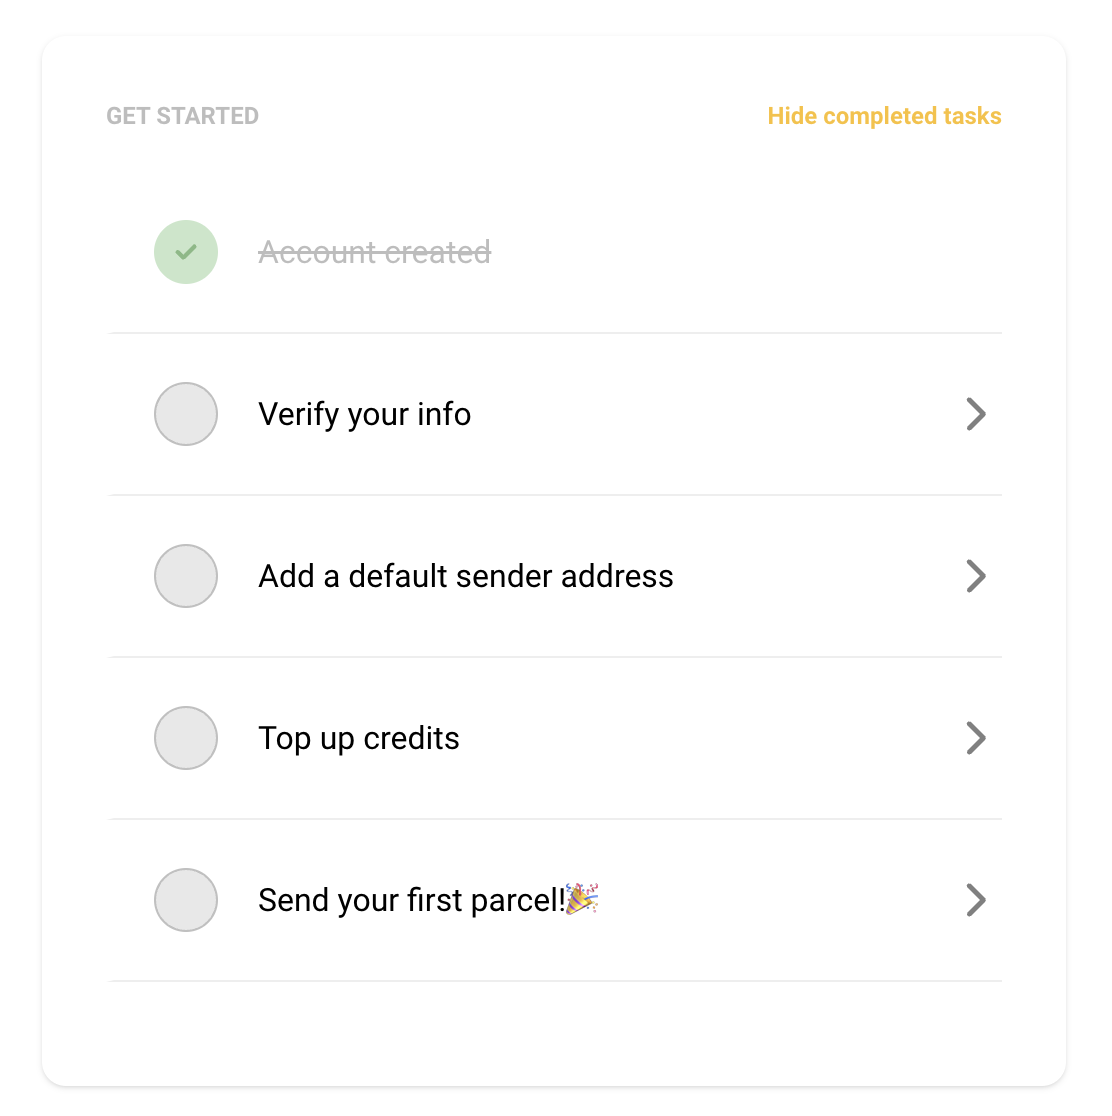 GET STARTED
Hide completed tasks
Account created
Verify your info
Add a default sender address
Top up credits
Send your first parcel!🎉